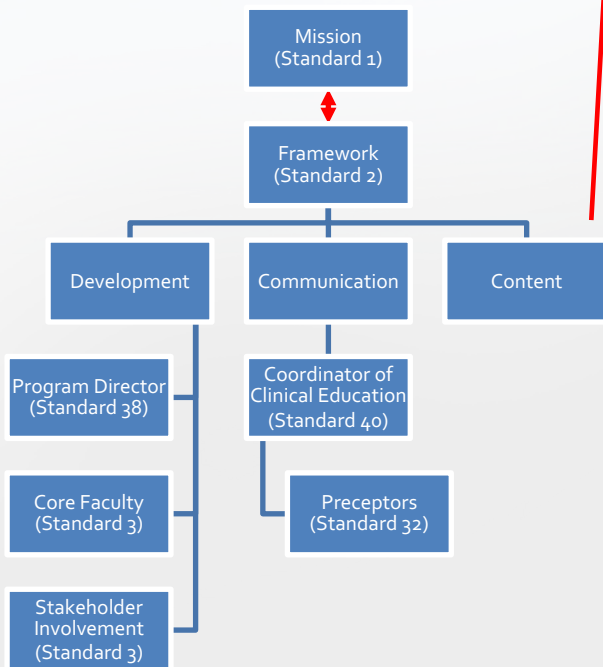 Mission
(Standard 1)
Framework
(Standard 2)
Development
Communication
Content
Program Director
(Standard 38)
Coordinator of
Clinical Education
(Standard 40)
Core Faculty
(Standard 3)
Preceptors
(Standard 32)
Stakeholder
Involvement
(Standard 3)